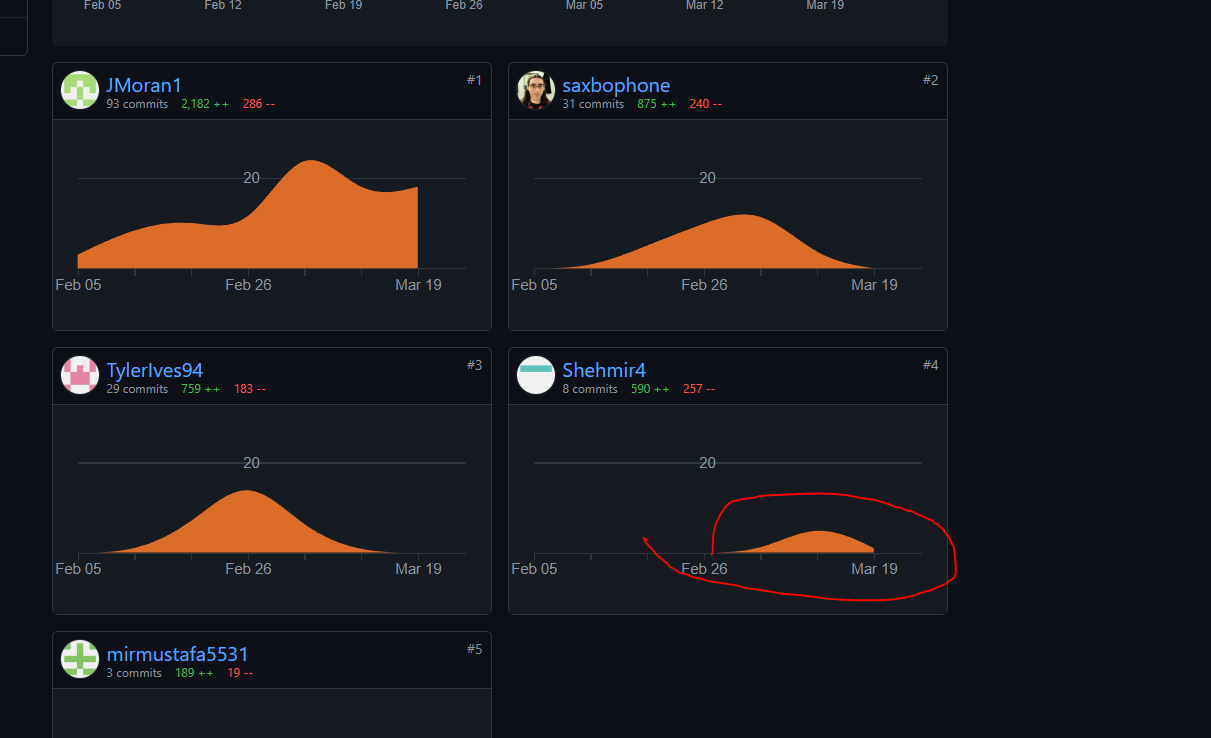 Feb 05 Feb 12 Feb 19 Feb 26 Mar 05 Mar 12 Mar 19
JMoran1 #1
93 commits 2,182 ++ 286 --
20
Feb 05 Feb 26 Mar 19
saxbophone #2
31 commits 875 ++ 240 --
20
Feb 05 Feb 26 Mar 19
TylerIves94 #3
29 commits 759 ++ 183 --
20
Feb 05 Feb 26 Mar 19
Shehmir4 #4
8 commits 590 ++ 257 --
20
Feb 05 Feb 26 Mar 19
mirmustafa5531 #5
3 commits 189 ++ 19 --